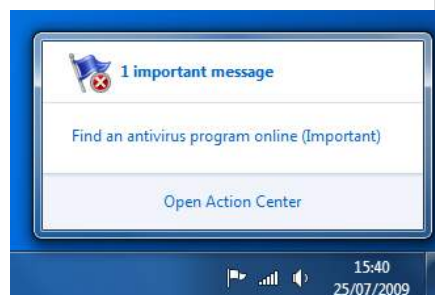 1 important message
Find an antivirus program online (Important)
Open Action Center
15:40
25/07/2009